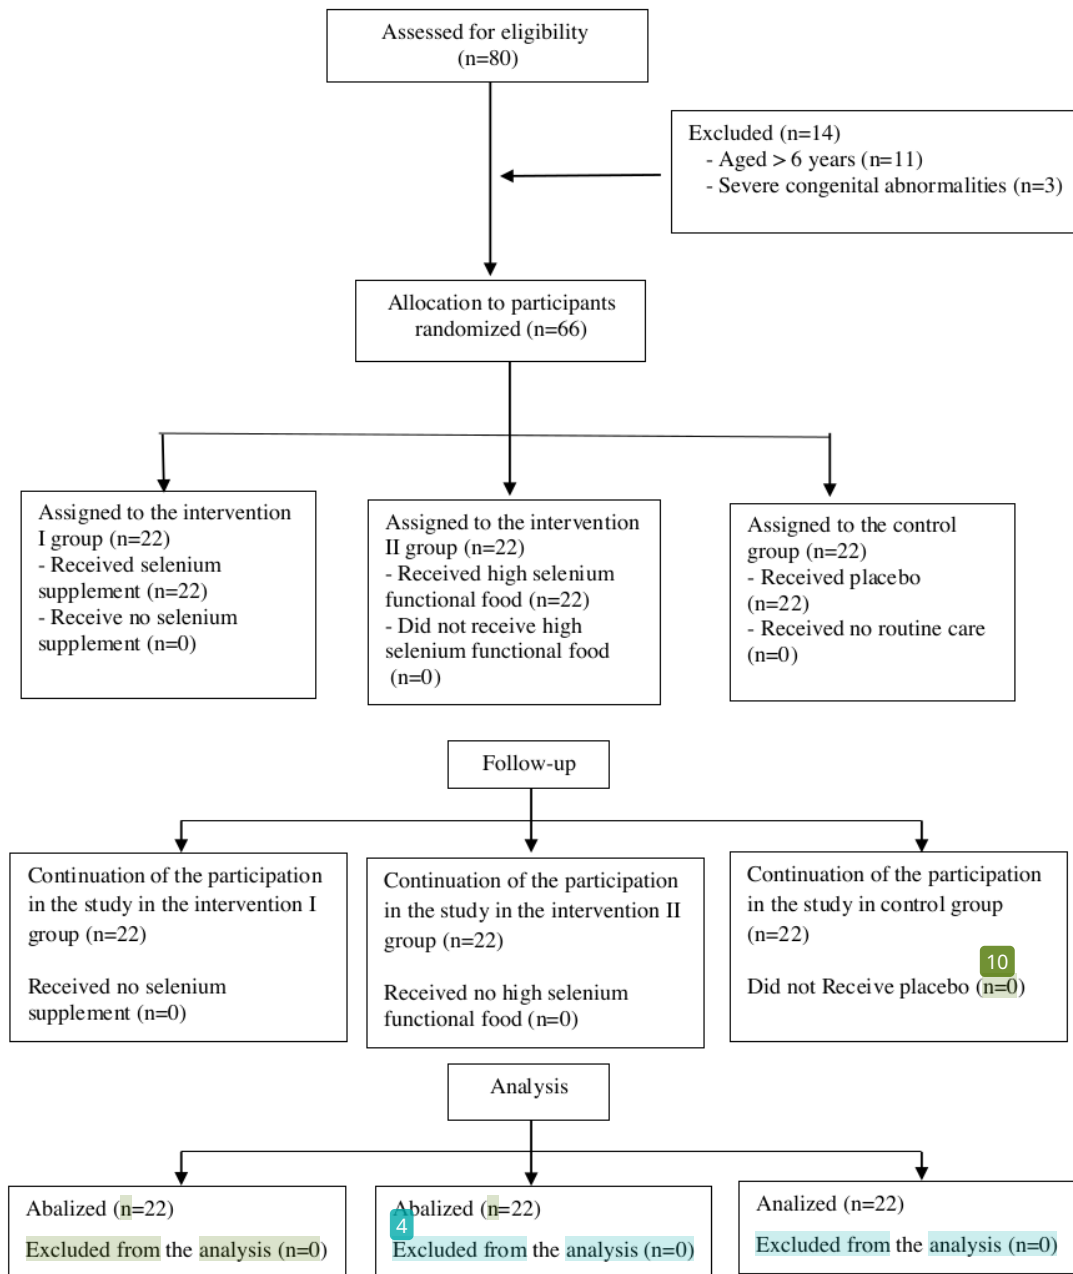 Assessed for eligibility
(n=80)
Excluded (n=14)
- Aged > 6 years (n=11)
- Severe congenital abnormalities (n=3)
Allocation to participants
randomized (n=66)
Assigned to the intervention
I group (n=22)
- Received selenium
supplement (n=22)
- Receive no selenium
supplement (n=0)
Assigned to the intervention
II group (n=22)
- Received high selenium
functional food (n=22)
- Did not receive high
selenium functional food
(n=0)
Assigned to the control
group (n=22)
- Received placebo
(n=22)
- Received no routine care
(n=0)
Follow-up
Continuation of the participation
in the study in the intervention I
group (n=22)
Received no selenium
supplement (n=0)
Continuation of the participation
in the study in the intervention II
group (n=22)
Received no high selenium
functional food (n=0)
Continuation of the participation
in the study in control group
(n=22)
10
Did not Receive placebo (n=0)
Analysis
Abalized (n=22)
Excluded from the analysis (n=0)
Abalized (n=22)
4
Excluded from the analysis (n=0)
Analized (n=22)
Excluded from the analysis (n=0)